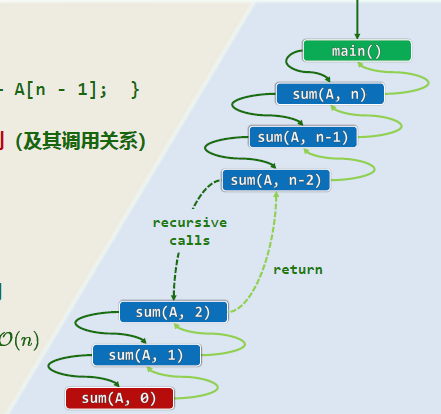 main()
A[n - 1]; }
sum(A, n)
(及其调用关系)
sum(A, n-1)
sum(A, n-2)
recursive
calls
return
sum(A, 2)
O(n)
sum(A, 1)
sum(A, 0)